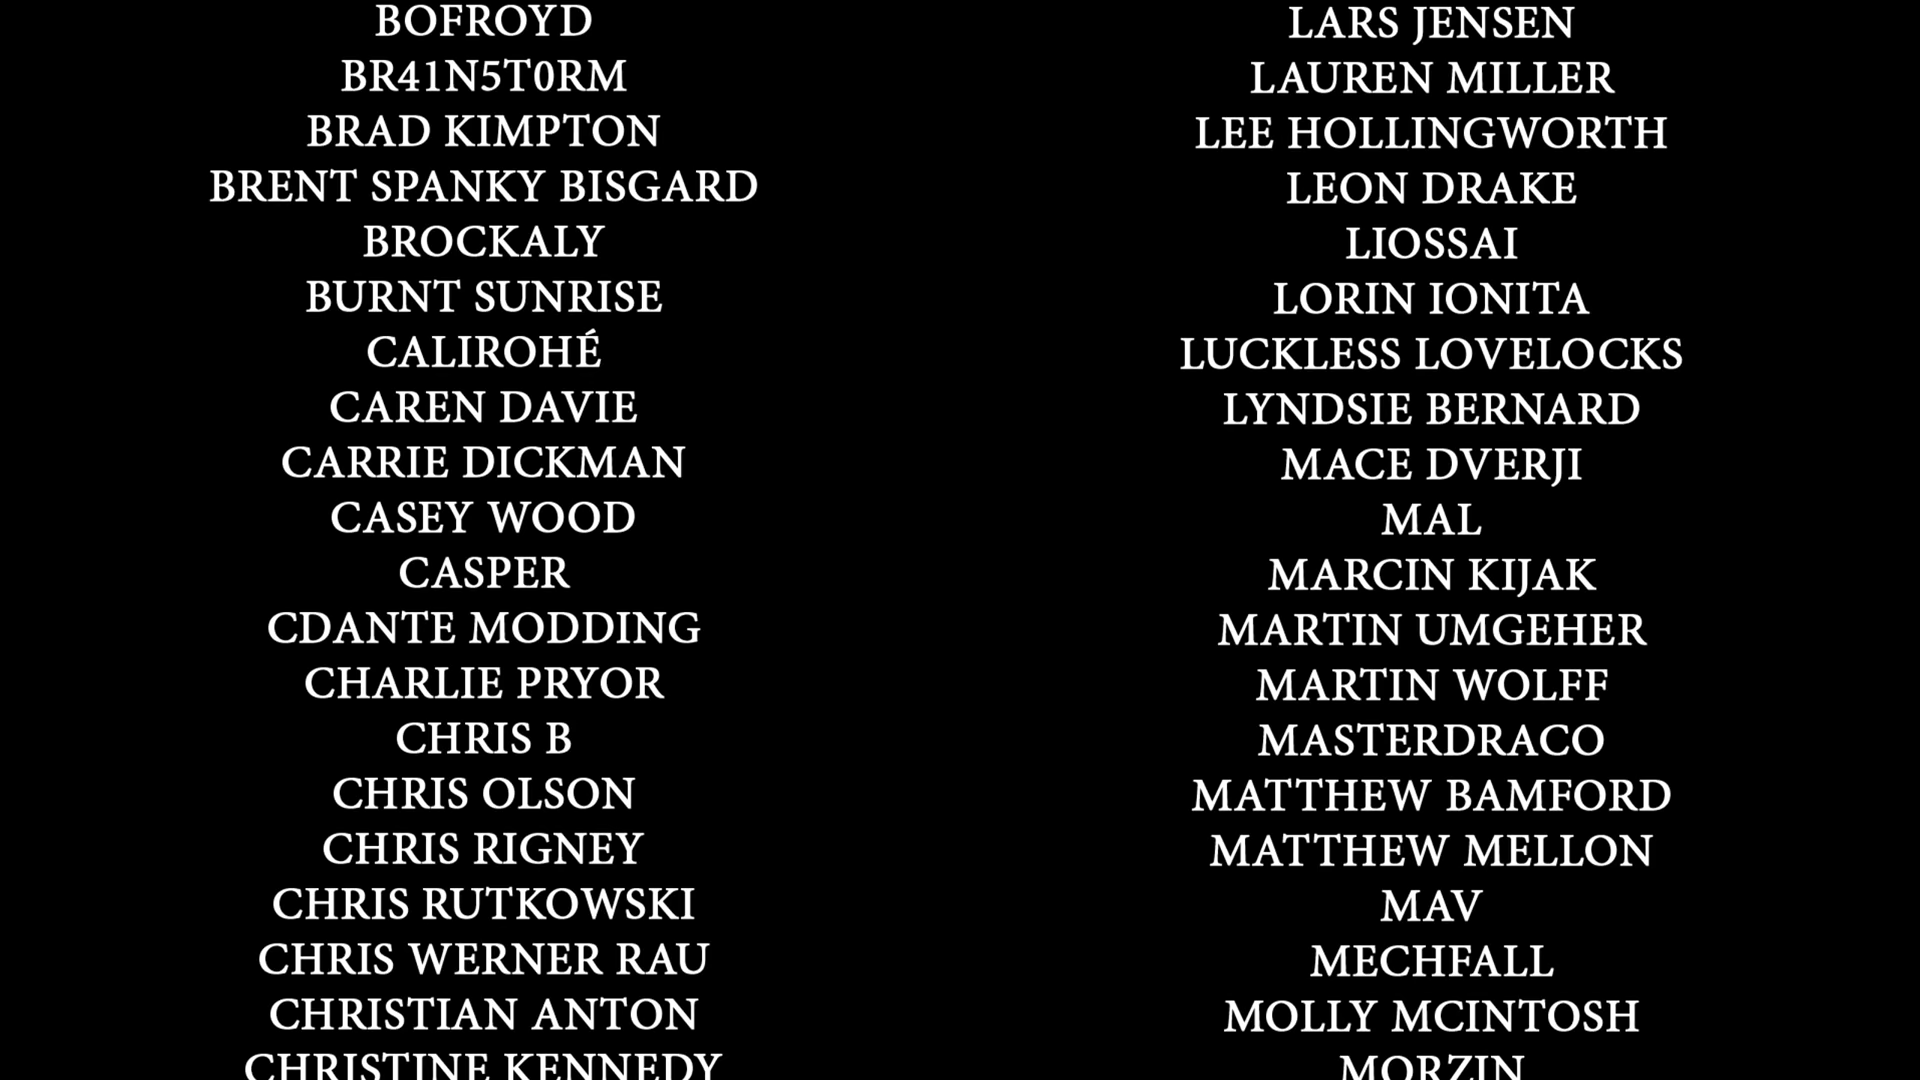 BOFROYD
BR41N5T0RM
BRAD KIMPTON
BRENT SPANKY BISGARD
BROCKALY
BURNT SUNRISE
CALIROHÉ
CAREN DAVIE
CARRIE DICKMAN
CASEY WOOD
CASPER
CDANTE MODDING
CHARLIE PRYOR
CHRIS B
CHRIS OLSON
CHRIS RIGNEY
CHRIS RUTKOWSKI
CHRIS WERNER RAU
CHRISTIAN ANTON
CHRISTINE KENNEDY
LARS JENSEN
LAUREN MILLER
LEE HOLLINGWORTH
LEON DRAKE
LIOSSAI
LORIN IONITA
LUCKLESS LOVELOCKS
LYNDSIE BERNARD
MACE DVERJI
MAL
MARCIN KIJAK
MARTIN UMGEHER
MARTIN WOLFF
MASTERDRACO
MATTHEW BAMFORD
MATTHEW MELLON
MAV
MECHFALL
MOLLY MCINTOSH
MORZIN